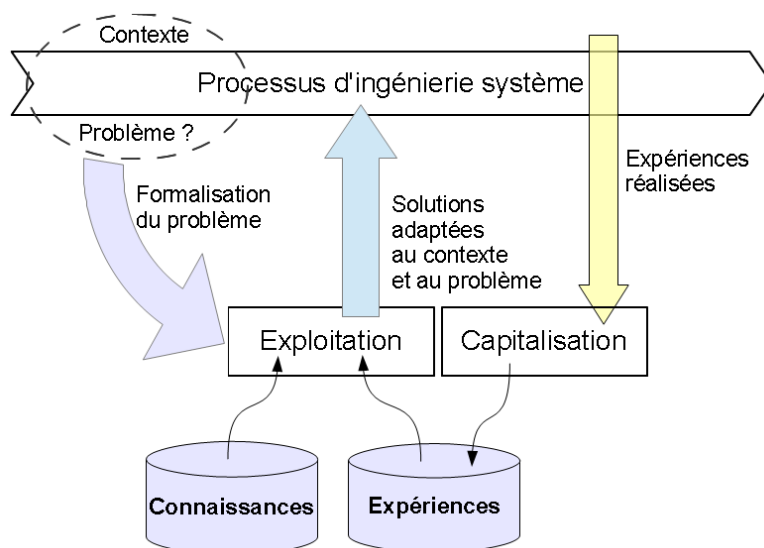 Contexte
Processus d'ingénierie système
Problème ?
Formalisation
du problème
Solutions
adaptées
au contexte
et au problème
Expériences
réalisées
Exploitation
Capitalisation
Connaissances
Expériences